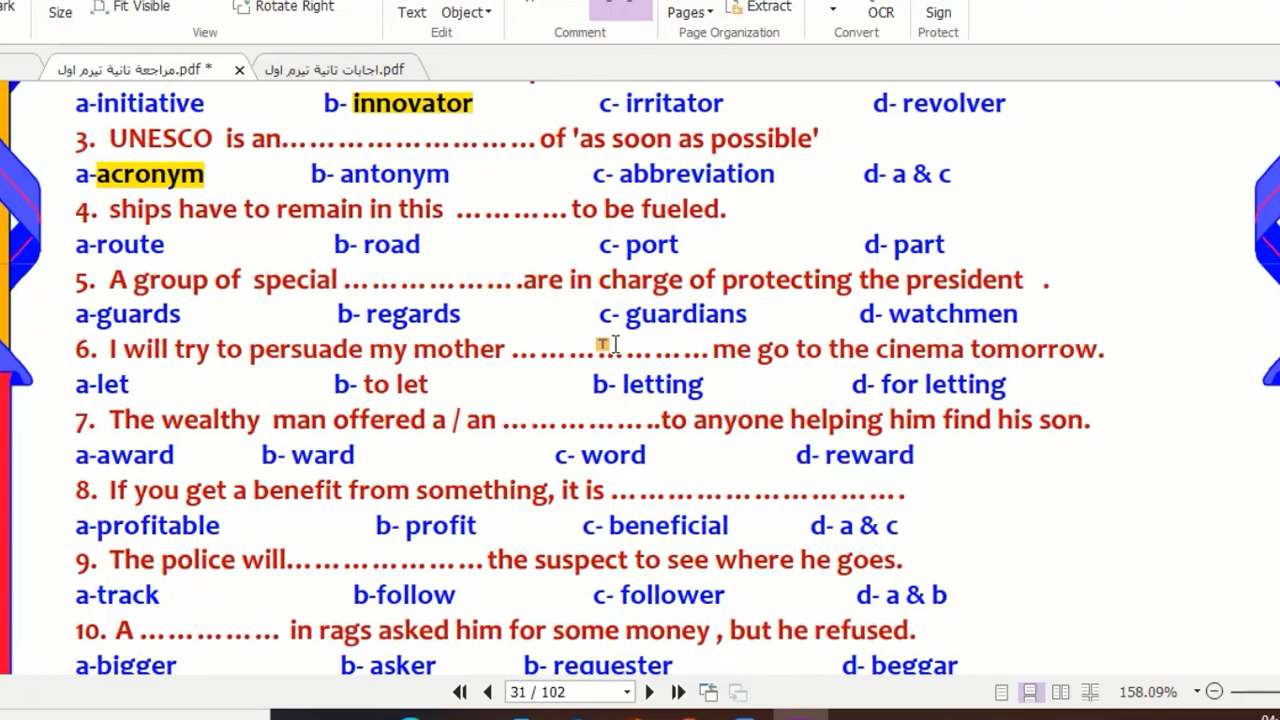 Size
Fit Visible
Rotate Right
View
Text
Object
Edit
Comment
Pages
Extract
Page Organization
OCR
Convert
Sign
Protect
مراجعة ثانية تيرم اول.pdf *
اجابات ثانية تيرم اول.pdf
a-initiative b- innovator c- irritator d- revolver
3. UNESCO is an……………………… of 'as soon as possible'
a-acronym b- antonym c- abbreviation d- a & c
4. ships have to remain in this ………… to be fueled.
a-route b- road c- port d- part
5. A group of special ……………….are in charge of protecting the president .
a-guards b- regards c- guardians d- watchmen
6. I will try to persuade my mother ………………… me go to the cinema tomorrow.
a-let b- to let b- letting d- for letting
7. The wealthy man offered a / an ……………..to anyone helping him find his son.
a-award b- ward c- word d- reward
8. If you get a benefit from something, it is ………………………….
a-profitable b- profit c- beneficial d- a & c
9. The police will………………… the suspect to see where he goes.
a-track b-follow c- follower d- a & b
10. A …………… in rags asked him for some money , but he refused.
a-bigger b- asker b- requester d- beggar
31 / 102
158.09%